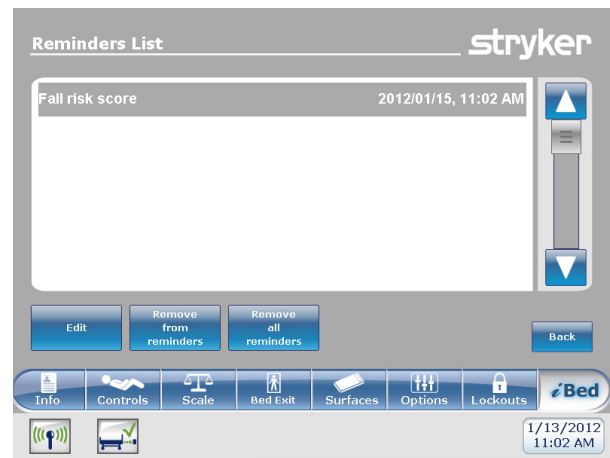 Reminders List
stryker
Fall risk score 2012/01/15, 11:02 AM
Edit
Remove
from
reminders
Remove
all
reminders
Back
Info Controls Scale Bed Exit Surfaces Options Lockouts iBed
1/13/2012
11:02 AM